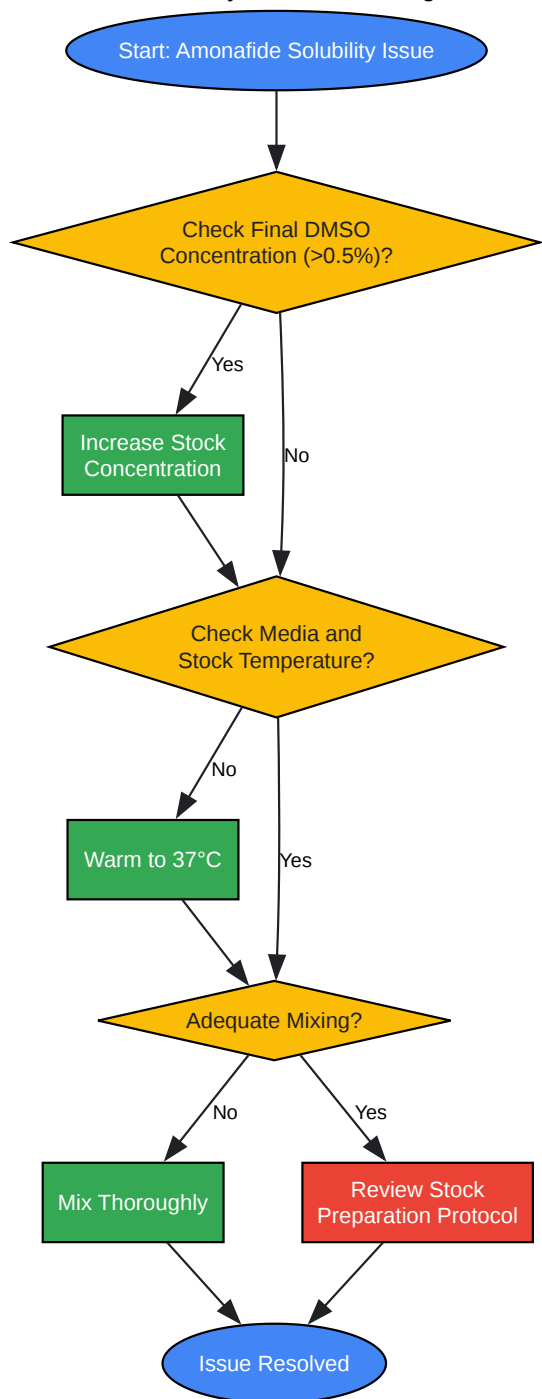 Start: Amonafide Solubility Issue
Check Final DMSO
Concentration (>0.5%)?
Yes
Increase Stock
Concentration
No
Check Media and
Stock Temperature?
No
Warm to 37°C
Yes
Adequate Mixing?
No
Yes
Mix Thoroughly
Review Stock
Preparation Protocol
Issue Resolved